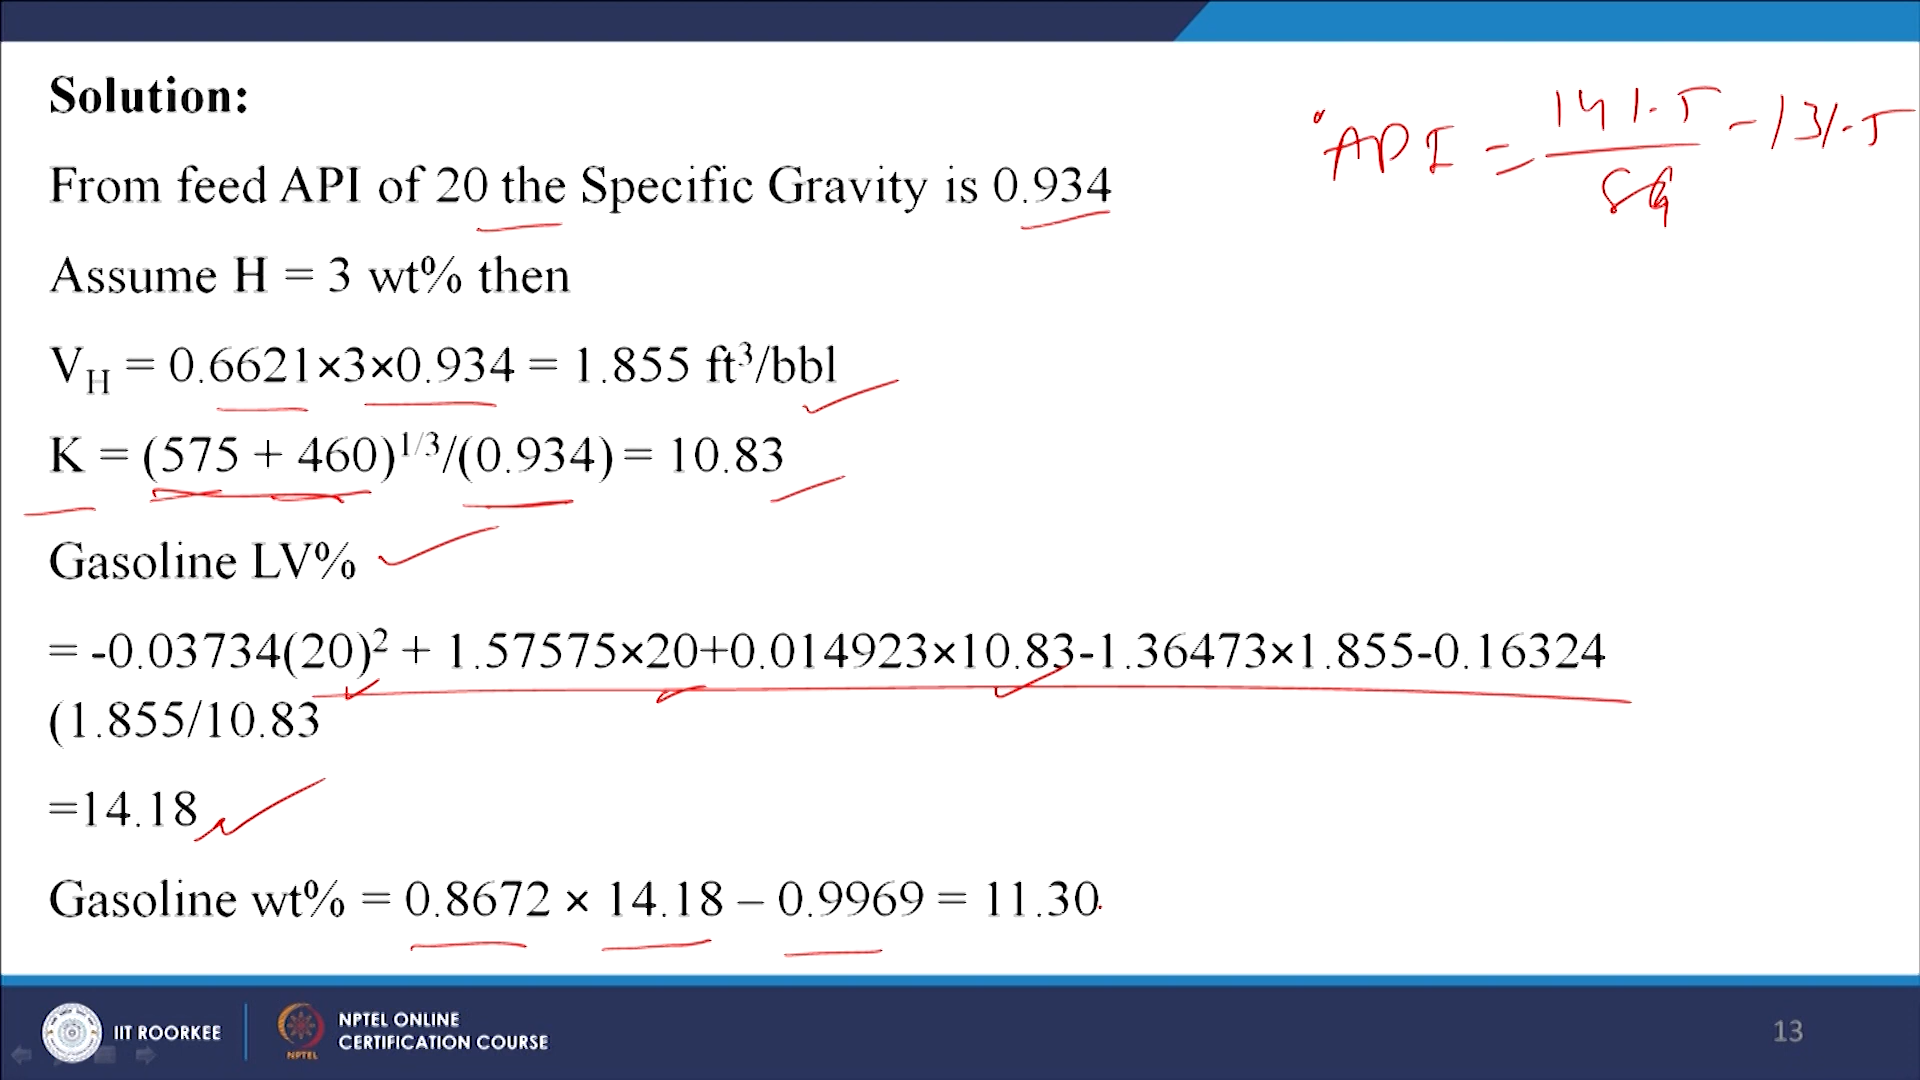 Solution:
°API = 141.5/SG - 131.5
From feed API of 20 the Specific Gravity is 0.934
Assume H = 3 wt% then
V_H = 0.6621×3×0.934 = 1.855 ft³/bbl
K = (575 + 460)^1/3/(0.934) = 10.83
Gasoline LV%
= -0.03734(20)² + 1.57575×20+0.014923×10.83-1.36473×1.855-0.16324
(1.855/10.83
=14.18
Gasoline wt% = 0.8672 × 14.18 – 0.9969 = 11.30
IIT ROORKEE
NPTEL
NPTEL ONLINE
CERTIFICATION COURSE
13